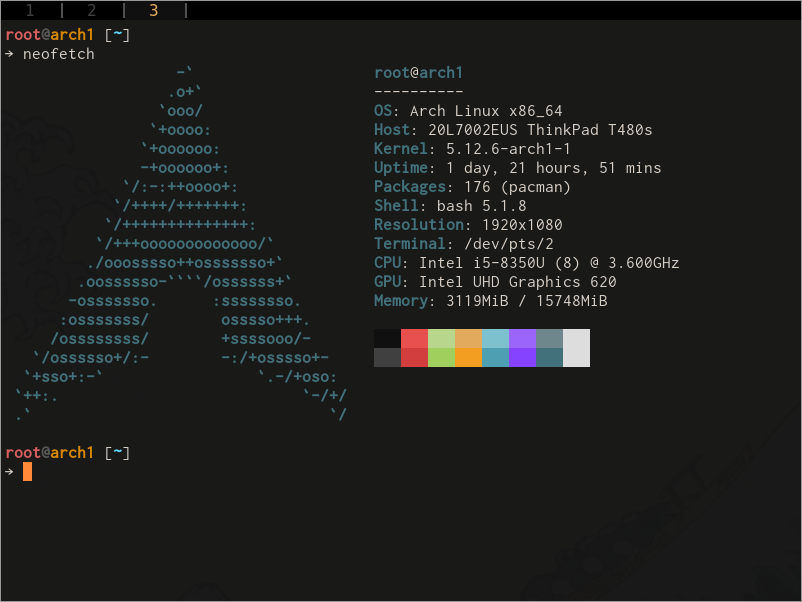 1 | 2 | 3 |
root@arch1 [~]
→ neofetch
                   -`                    root@arch1
                  .o+`                   ----------
                 `ooo/                   OS: Arch Linux x86_64
                `+oooo:                  Host: 20L7002EUS ThinkPad T480s
               `+oooooo:                 Kernel: 5.12.6-arch1-1
               -+oooooo+:                Uptime: 1 day, 21 hours, 51 mins
             `/:-:++oooo+:               Packages: 176 (pacman)
            `/++++/+++++++:              Shell: bash 5.1.8
           `/++++++++++++++:             Resolution: 1920x1080
          `/+++ooooooooooooo/`           Terminal: /dev/pts/2
         ./ooosssso++osssssso+`          CPU: Intel i5-8350U (8) @ 3.600GHz
        .oossssso-````/ossssss+`         GPU: Intel UHD Graphics 620
       -osssssso.      :ssssssso.        Memory: 3119MiB / 15748MiB
      :osssssss/        osssso+++.
     /ossssssss/        +ssssooo/-
   `/ossssso+/:-        -:/+osssso+-
  `+sso+:-`                 `.-/+oso:
 `++:.                           `-/+/
 .`                                 `/
root@arch1 [~]
→